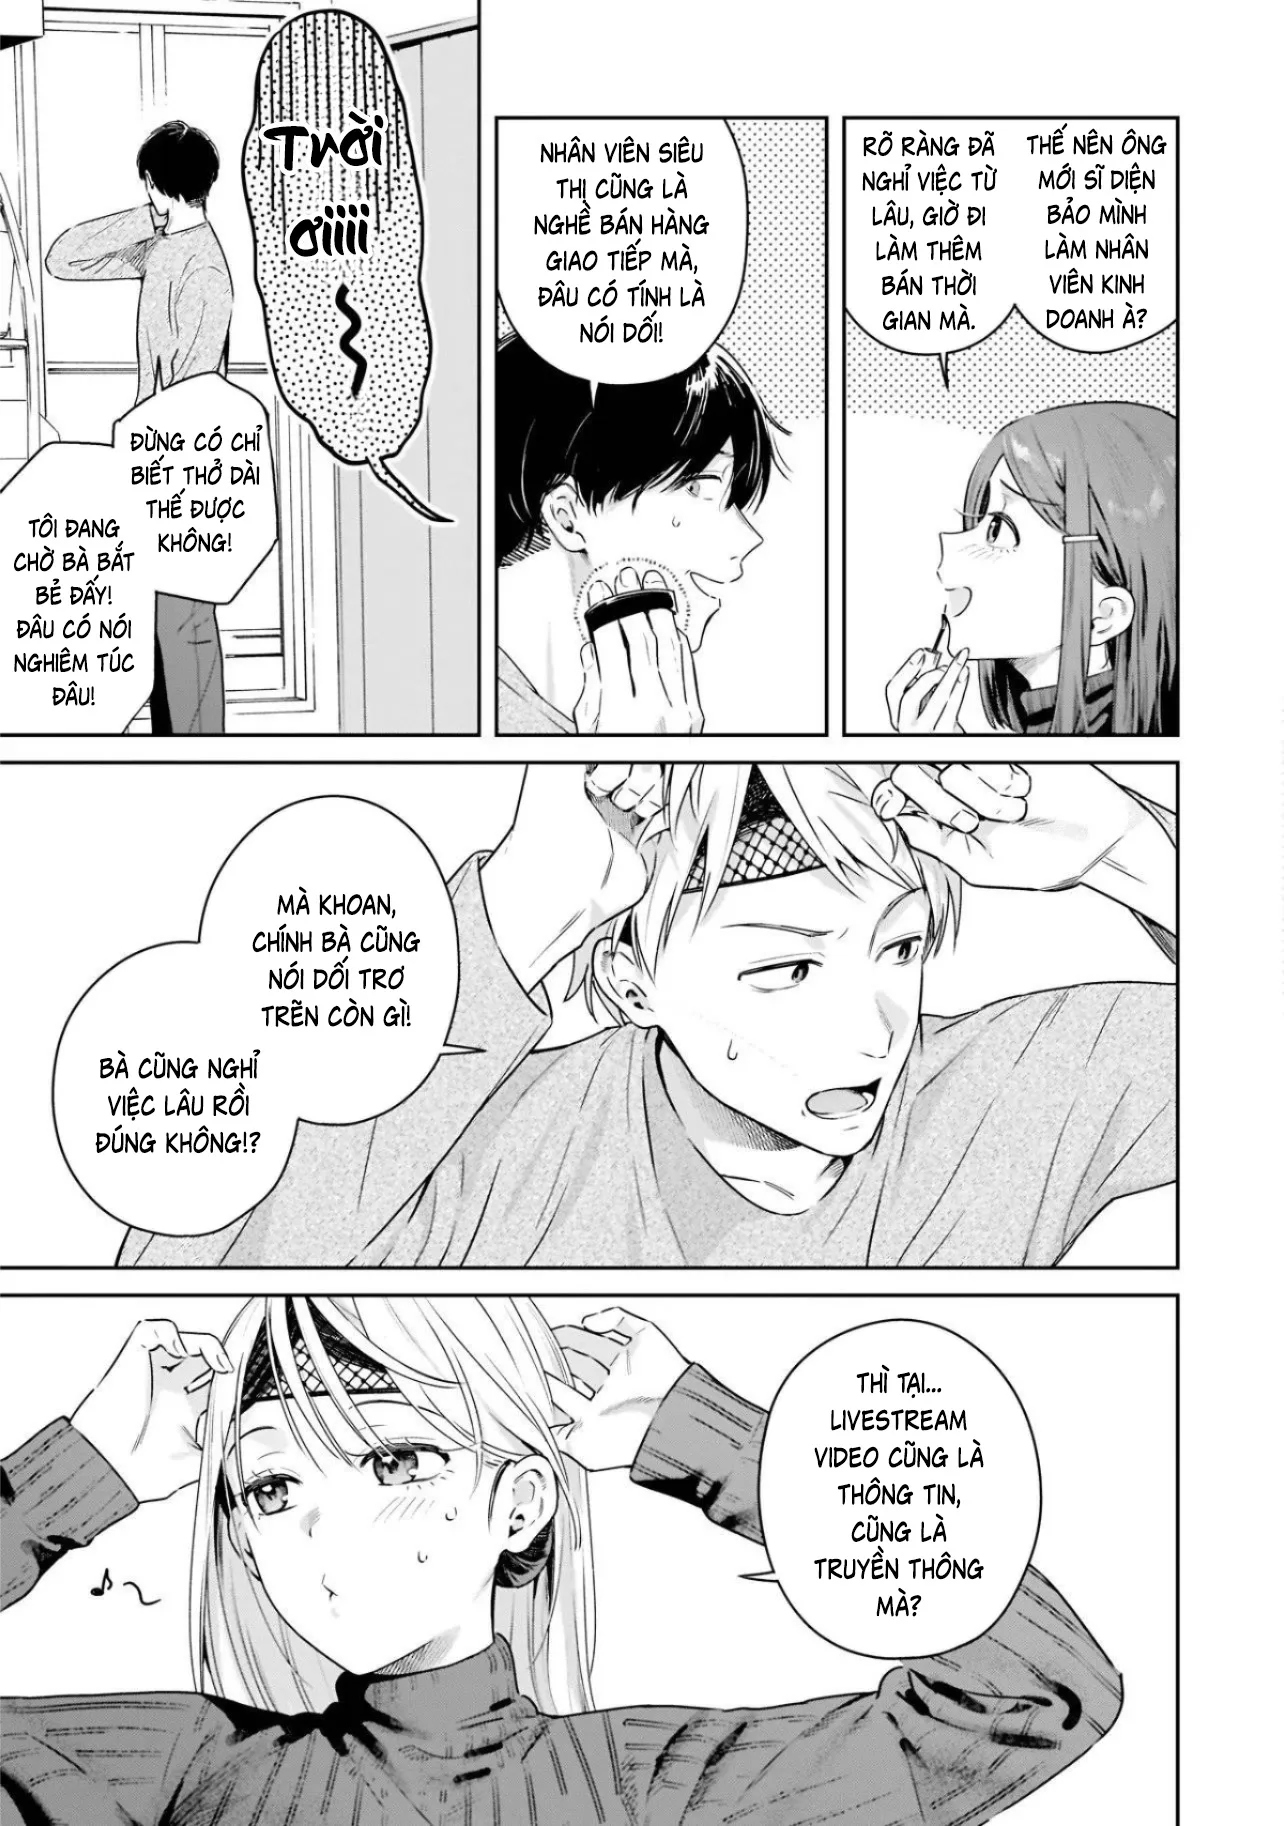 THẾ NÊN ÔNG
MỚI SĨ DIỆN
BẢO MÌNH
LÀM NHÂN
VIÊN KINH
DOANH À?
RÕ RÀNG ĐÃ
NGHỈ VIỆC TỪ
LÂU, GIỜ ĐI
LÀM THÊM
BÁN THỜI
GIAN MÀ.
NHÂN VIÊN SIÊU
THỊ CŨNG LÀ
NGHỀ BÁN HÀNG
GIAO TIẾP MÀ,
ĐÂU CÓ TÍNH LÀ
NÓI DỐI!
Trời
ơiiii
ĐỪNG CÓ CHỈ
BIẾT THỞ DÀI
THẾ ĐƯỢC
KHÔNG!
TÔI ĐANG
CHỜ BÀ BẮT
BẺ ĐẤY!
ĐÂU CÓ NÓI
NGHIÊM TÚC
ĐÂU!
MÀ KHOAN,
CHÍNH BÀ CŨNG
NÓI DỐI TRƠ
TRẼN CÒN GÌ!
BÀ CŨNG NGHỈ
VIỆC LÂU RỒI
ĐÚNG KHÔNG!?
THÌ TẠI...
LIVESTREAM
VIDEO CŨNG LÀ
THÔNG TIN,
CŨNG LÀ
TRUYỀN THÔNG
MÀ?